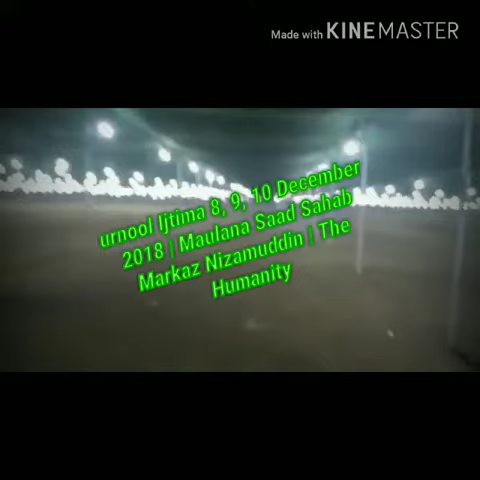 Made with KINEMASTER
urnool Ijtima 8, 9, 10 December
2018 | Maulana Saad Sahab
Markaz Nizamuddin | The
Humanity